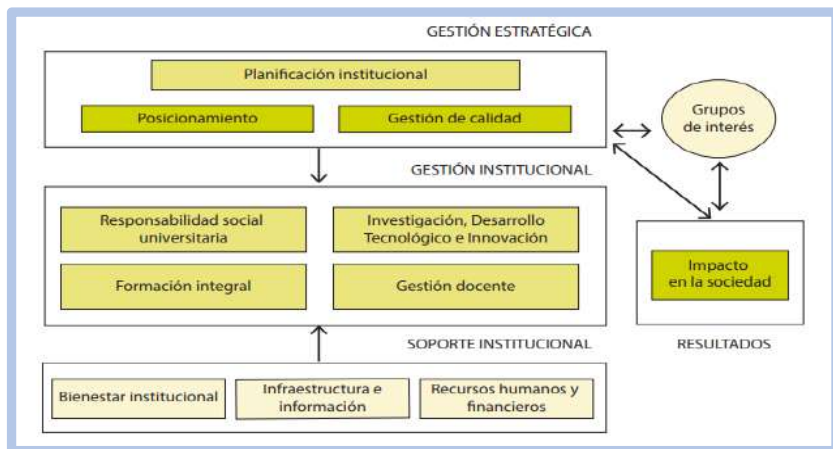 GESTIÓN ESTRATÉGICA
Planificación institucional
Posicionamiento
Gestión de calidad
Grupos
de interés
GESTIÓN INSTITUCIONAL
Responsabilidad social
universitaria
Investigación, Desarrollo
Tecnológico e Innovación
Formación integral
Gestión docente
Impacto
en la sociedad
SOPORTE INSTITUCIONAL
RESULTADOS
Bienestar institucional
Infraestructura e
información
Recursos humanos y
financieros